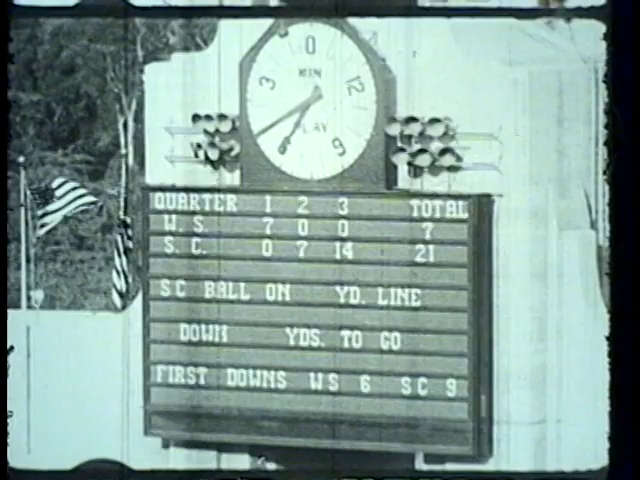 0
MIN
3 12
PLAY
6 9
QUARTER 1 2 3 TOTAL
W. S. 7 0 0 7
S. C. 0 7 14 21
SC BALL ON YD. LINE
DOWN YDS. TO GO
FIRST DOWNS WS 6 SC 9